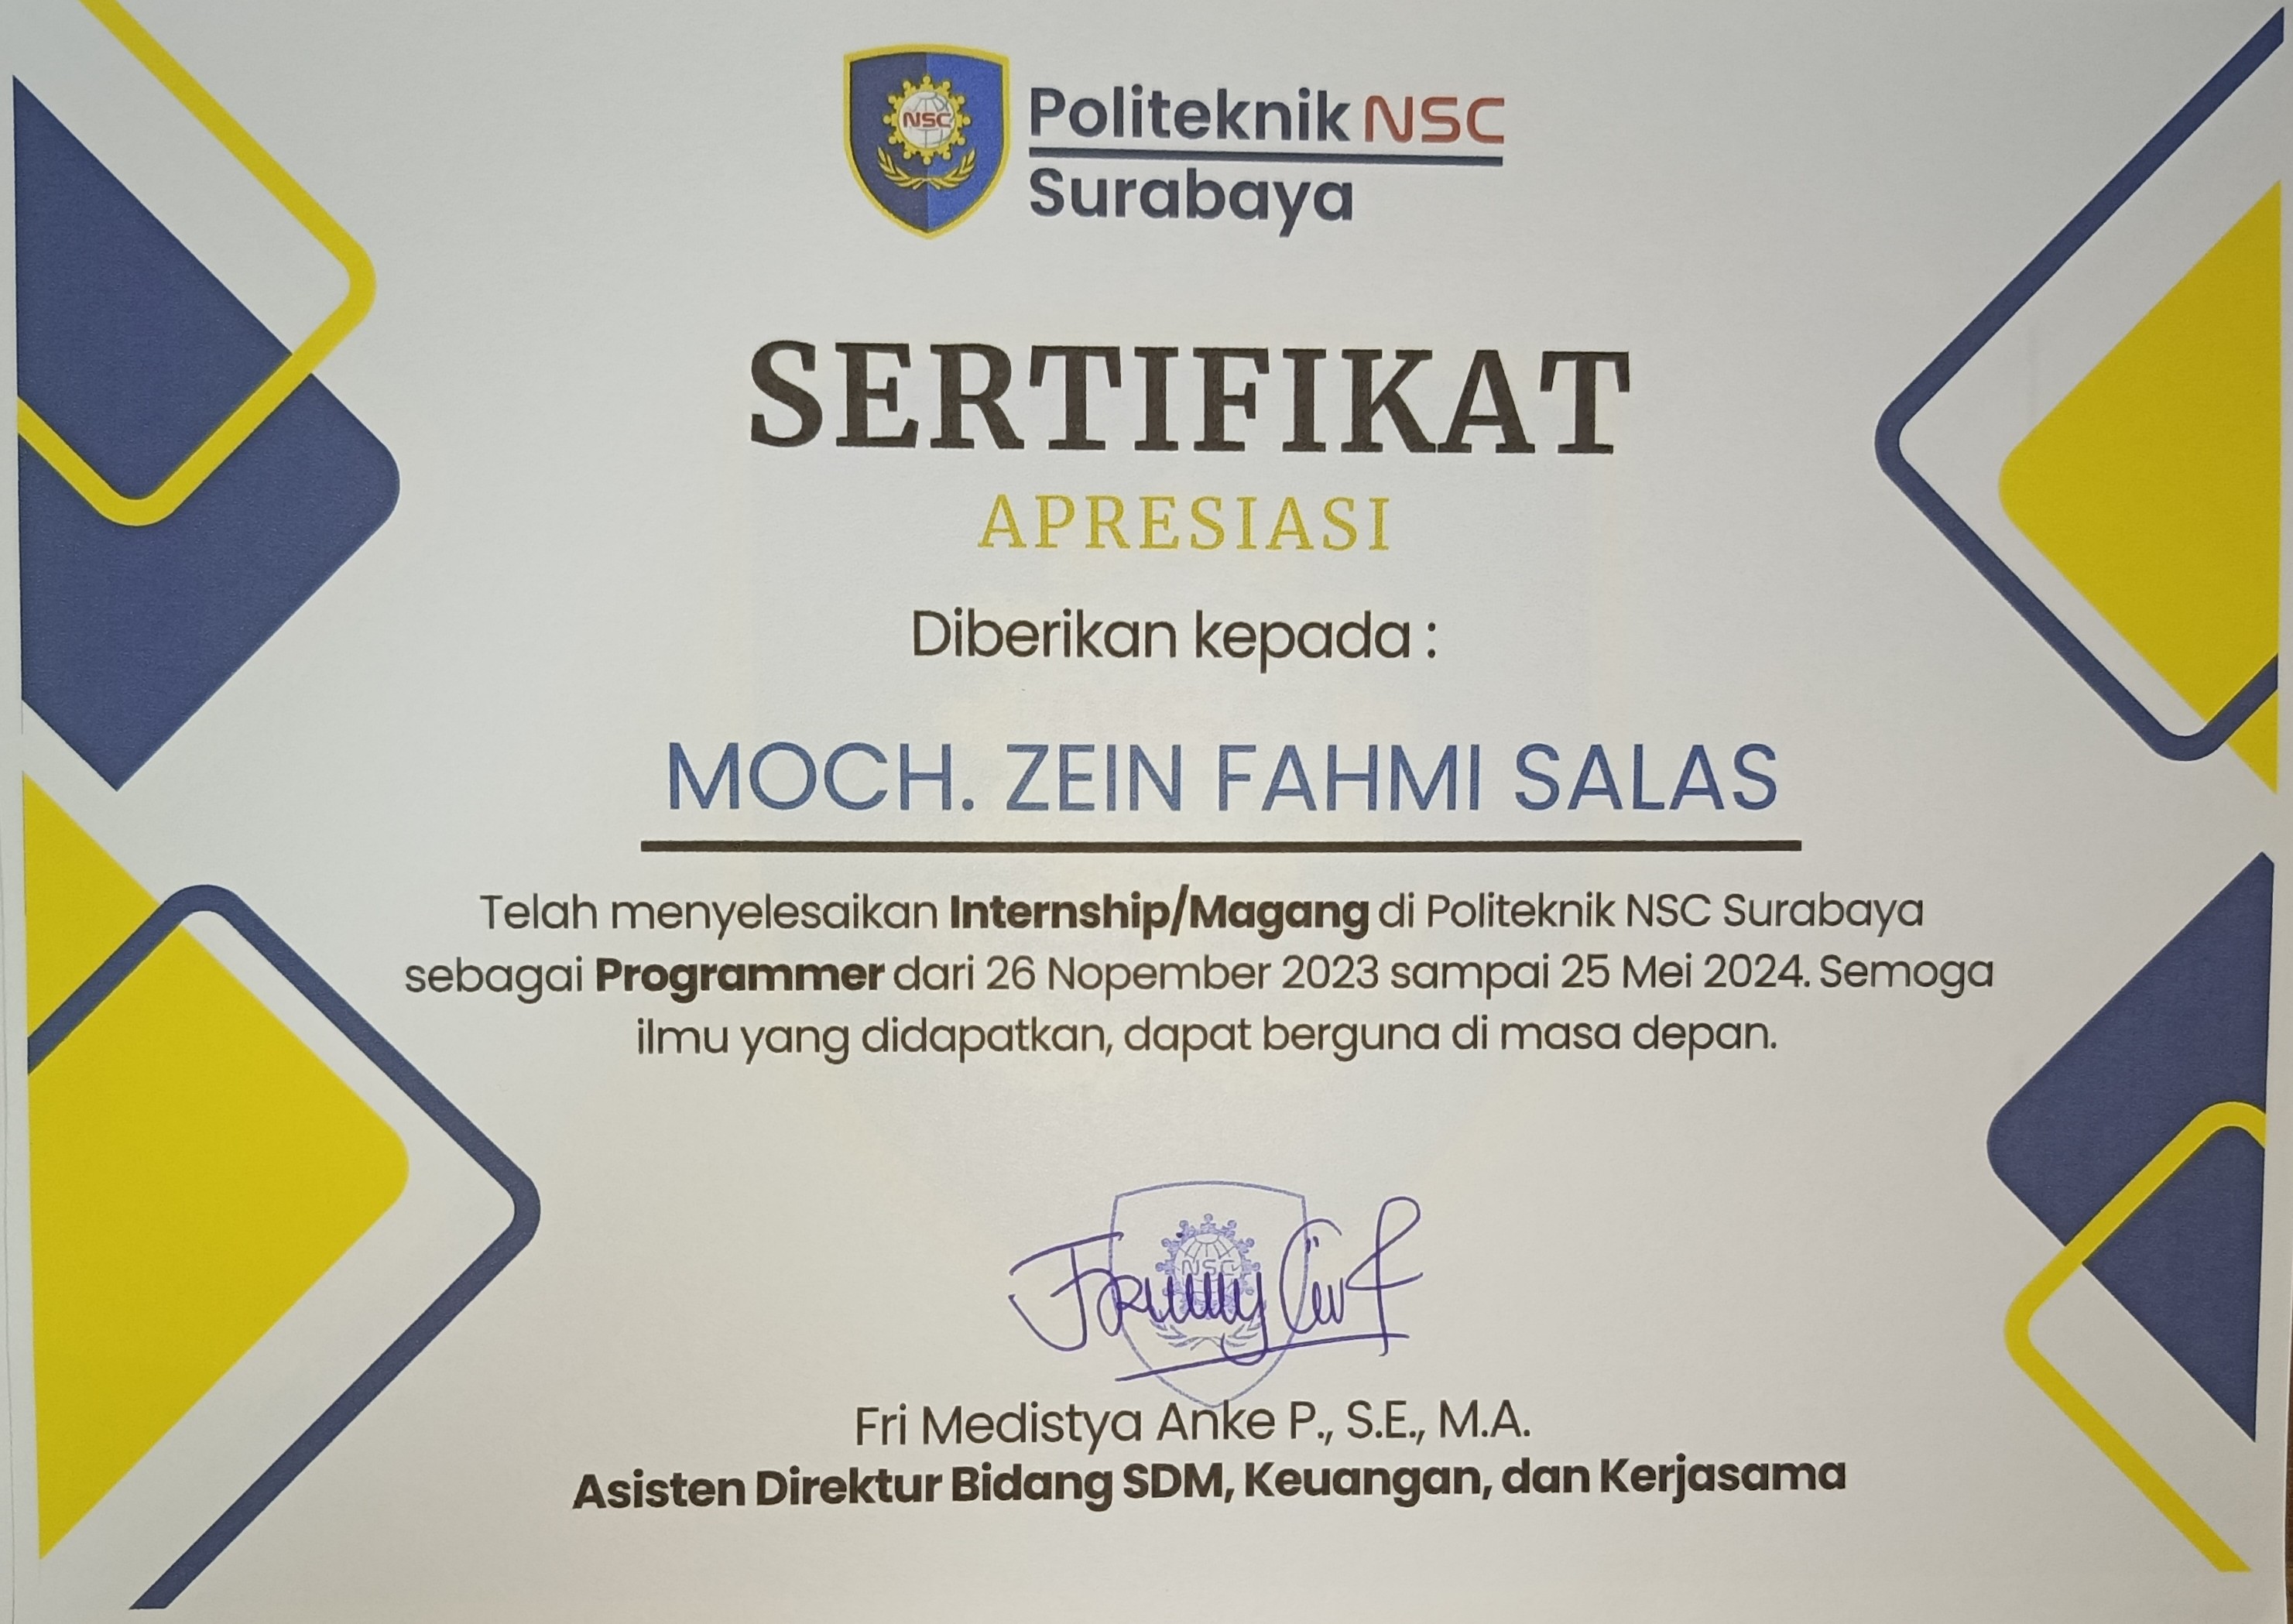 NSC
Politeknik NSC
Surabaya
SERTIFIKAT
APRESIASI
Diberikan kepada :
MOCH. ZEIN FAHMI SALAS
Telah menyelesaikan Internship/Magang di Politeknik NSC Surabaya
sebagai Programmer dari 26 Nopember 2023 sampai 25 Mei 2024. Semoga
ilmu yang didapatkan, dapat berguna di masa depan.
NSC
Fri Medistya Anke P., S.E., M.A.
Asisten Direktur Bidang SDM, Keuangan, dan Kerjasama